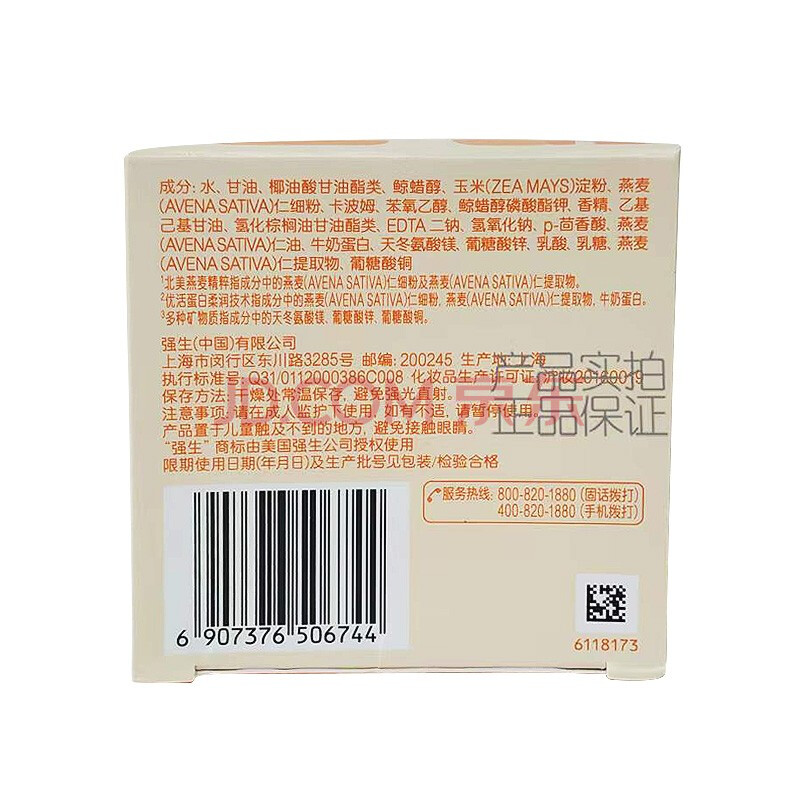 成分: 水、甘油、椰油酸甘油酯类、鲸蜡醇、玉米(ZEA MAYS)淀粉、燕麦
(AVENA SATIVA)仁细粉、卡波姆、苯氧乙醇、鲸蜡醇磷酸酯钾、香精、乙基
己基甘油、氢化棕榈油甘油酯类、EDTA 二钠、氢氧化钠、p-茴香酸、燕麦
(AVENA SATIVA)仁油、牛奶蛋白、天冬氨酸镁、葡糖酸锌、乳酸、乳糖、燕麦
(AVENA SATIVA)仁提取物、葡糖酸铜
¹北美燕麦精粹指成分中的燕麦(AVENA SATIVA)仁细粉及燕麦(AVENA SATIVA)仁提取物。
²优活蛋白柔润技术指成分中的燕麦(AVENA SATIVA)仁细粉, 燕麦(AVENA SATIVA)仁提取物, 牛奶蛋白。
³多种矿物质指成分中的天冬氨酸镁、葡糖酸锌、葡糖酸铜。
强生(中国)有限公司
上海市闵行区东川路3285号 邮编: 200245 生产地: 上海
执行标准号:Q31/0112000386C008 化妆品生产许可证:沪妆20160019
保存方法: 干燥处常温保存, 避免强光直射。
注意事项: 请在成人监护下使用, 如有不适, 请暂停使用。
产品置于儿童触及不到的地方, 避免接触眼睛。
“强生” 商标由美国强生公司授权使用
限期使用日期(年月日)及生产批号见包装/检验合格
JD.COM 京东
产品实拍
正品保证
服务热线: 800-820-1880 (固话拨打)
400-820-1880 (手机拨打)
6 907376 506744
6118173